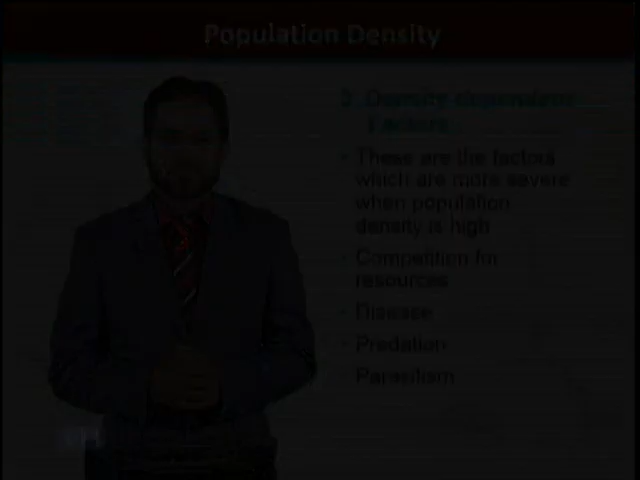 Population Density
2. Density dependent
Factors
• These are the factors
which are more severe
when population
density is high
• Competition for
resources
• Disease
• Predation
Parasitism